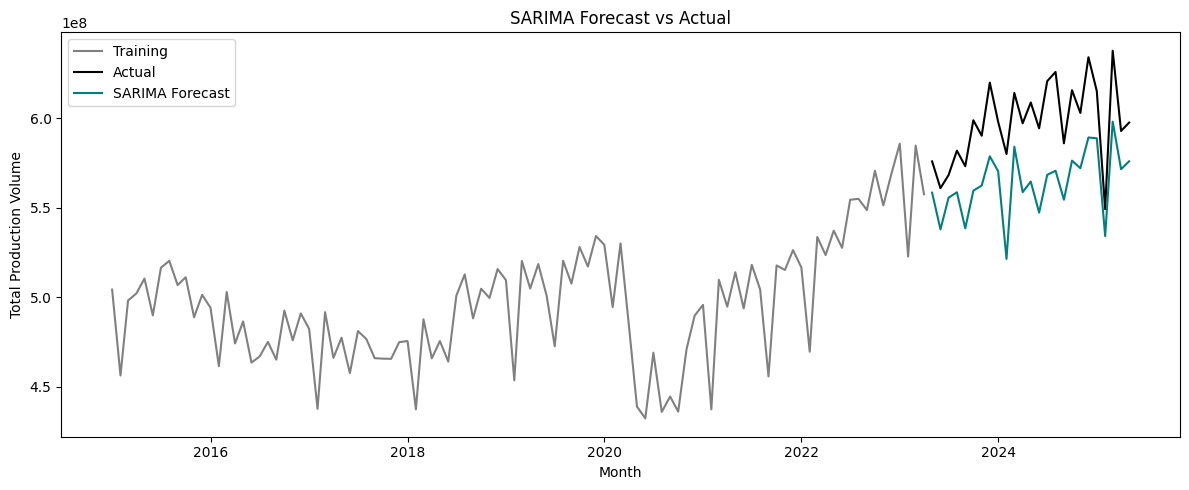 SARIMA Forecast vs Actual
1e8
Training
Actual
SARIMA Forecast
6.0
5.5
5.0
4.5
Total Production Volume
2016 2018 2020 2022 2024
Month